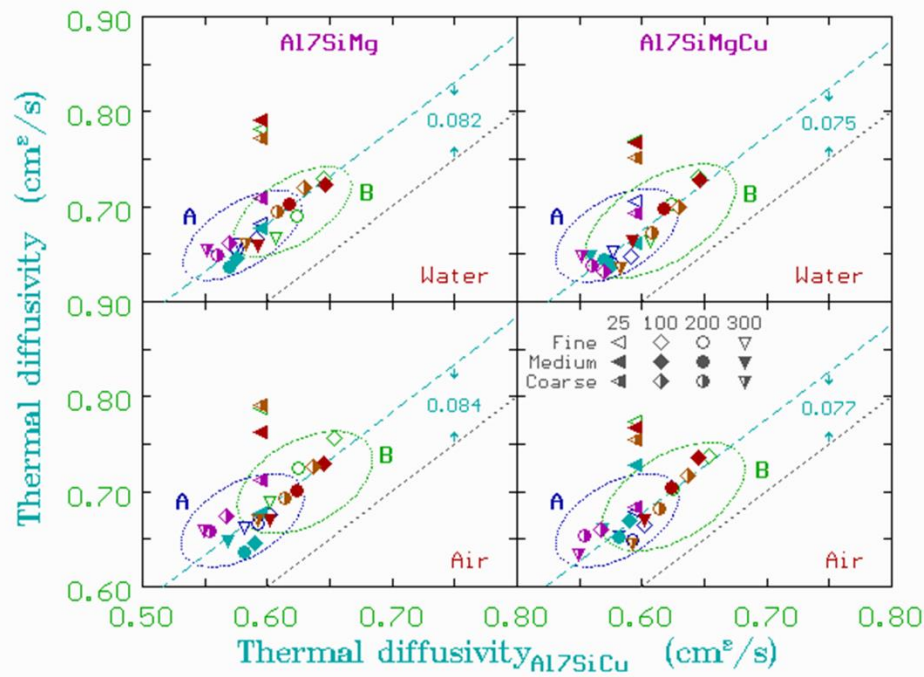 0.90
Al7SiMg
Al7SiMgCu
0.80
0.082
0.075
0.70
A
B
A
B
Water
Water
0.90
25 100 200 300
Fine
Medium
Coarse
0.80
0.084
0.077
0.70
A
B
A
B
Air
Air
0.60
0.50 0.60 0.70 0.80 0.60 0.70 0.80
Thermal diffusivity (cm²/s)
Thermal diffusivity Al7SiCu (cm²/s)